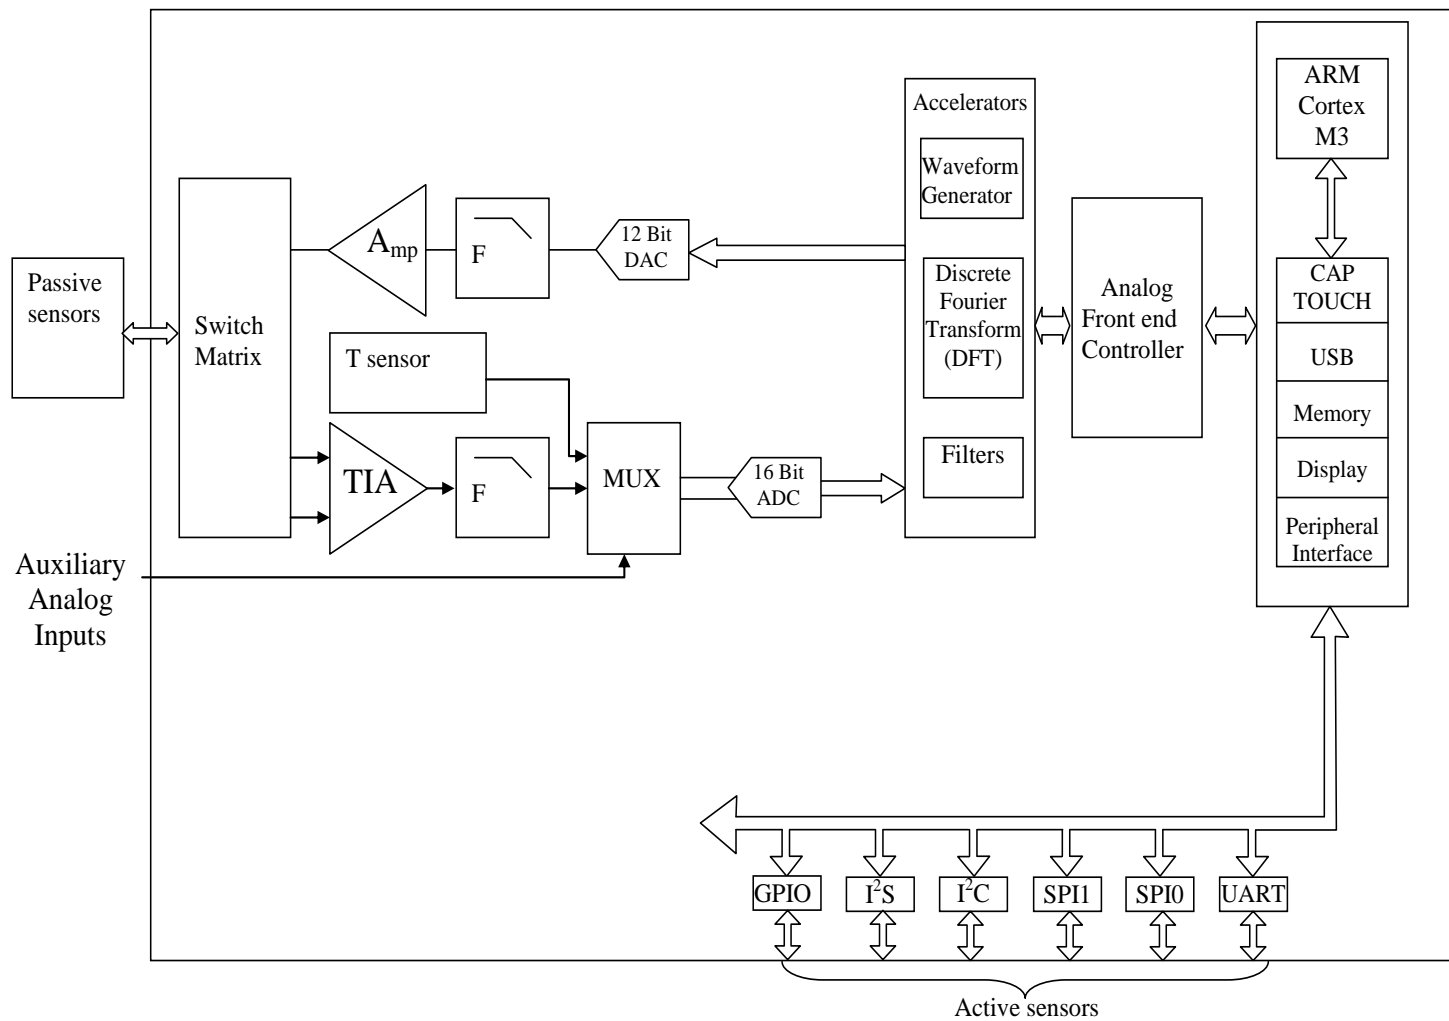 Passive
sensors
Switch
Matrix
Amp
F
12 Bit
DAC
T sensor
TIA
F
MUX
16 Bit
ADC
Auxiliary
Analog
Inputs
Accelerators
Waveform
Generator
Discrete
Fourier
Transform
(DFT)
Filters
Analog
Front end
Controller
ARM
Cortex
M3
CAP
TOUCH
USB
Memory
Display
Peripheral
Interface
GPIO
I²S
I²C
SPI1
SPI0
UART
Active sensors